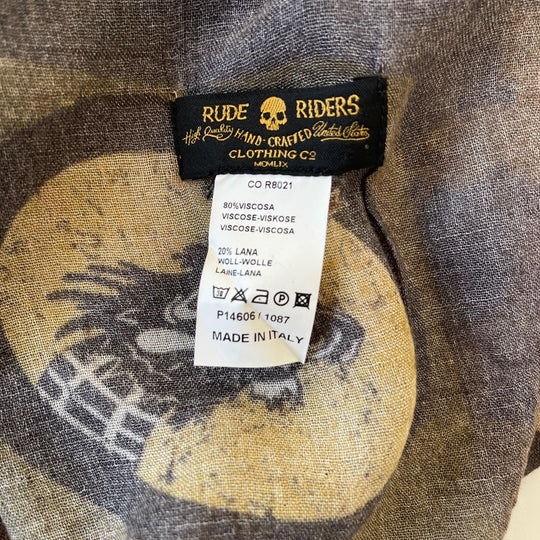 RUDE RIDERS
High Quality HAND-CRAFTED United States
CLOTHING Co
MCMLIX
CO R8021
80%VISCOSA
VISCOSE-VISKOSE
VISCOSE-VISCOSA
20% LANA
WOLL-WOLLE
LAINE-LANA
30 P
P14606 / 1087
MADE IN ITALY